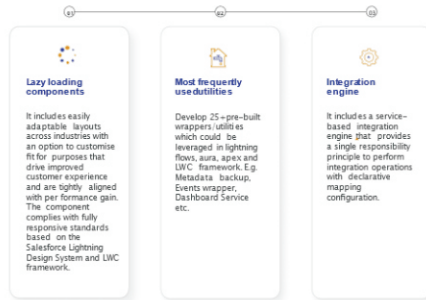 01
02
03
Lazy loading
components
It includes easily
adaptable layouts
across industries with
an option to customise
fit for purposes that
drive improved
customer experience
and are tightly aligned
with per formance gain.
The component
complies with fully
responsive standards
based on the
Salesforce Lightning
Design System and LWC
framework.
Most frequently
usedutilities
Develop 25+pre-built
wrappers/utilities
which could be
leveraged in lightning
flows, aura, apex and
LWC framework. E.g.
Metadata backup,
Events wrapper,
Dashboard Service
etc.
Integration
engine
It includes a service-
based integration
engine that provides
a single responsibility
principle to perform
integration operations
with declarative
mapping
configuration.